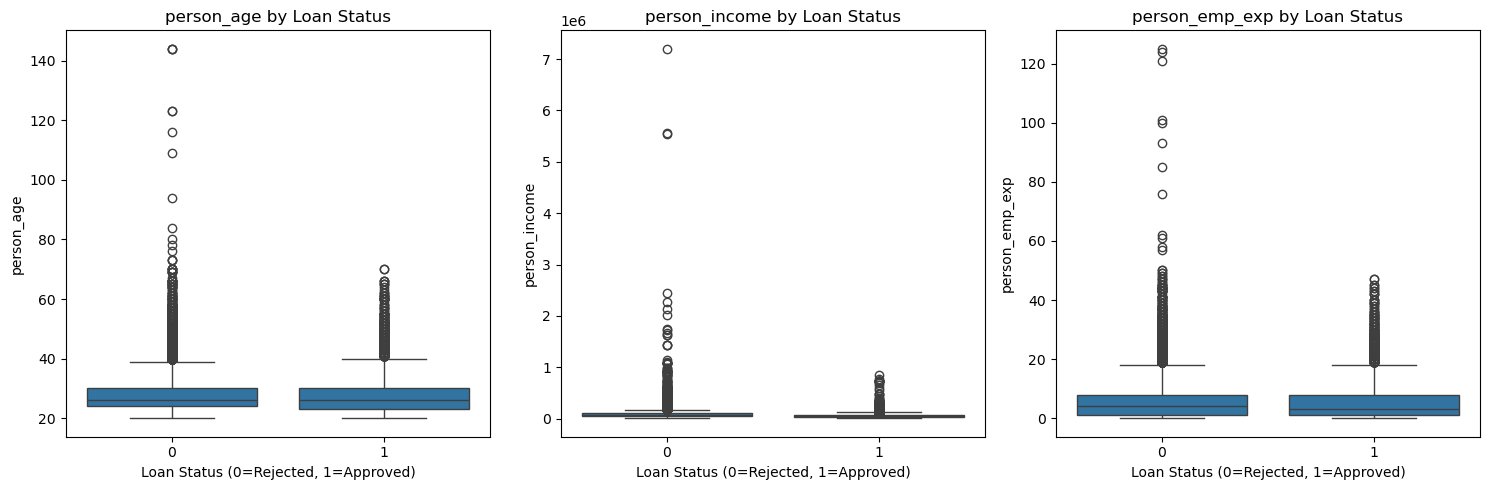 person_age by Loan Status
person_age
140
120
100
80
60
40
20
0
1
Loan Status (0=Rejected, 1=Approved)
person_income by Loan Status
1e6
person_income
7
6
5
4
3
2
1
0
0
1
Loan Status (0=Rejected, 1=Approved)
person_emp_exp by Loan Status
person_emp_exp
120
100
80
60
40
20
0
0
1
Loan Status (0=Rejected, 1=Approved)